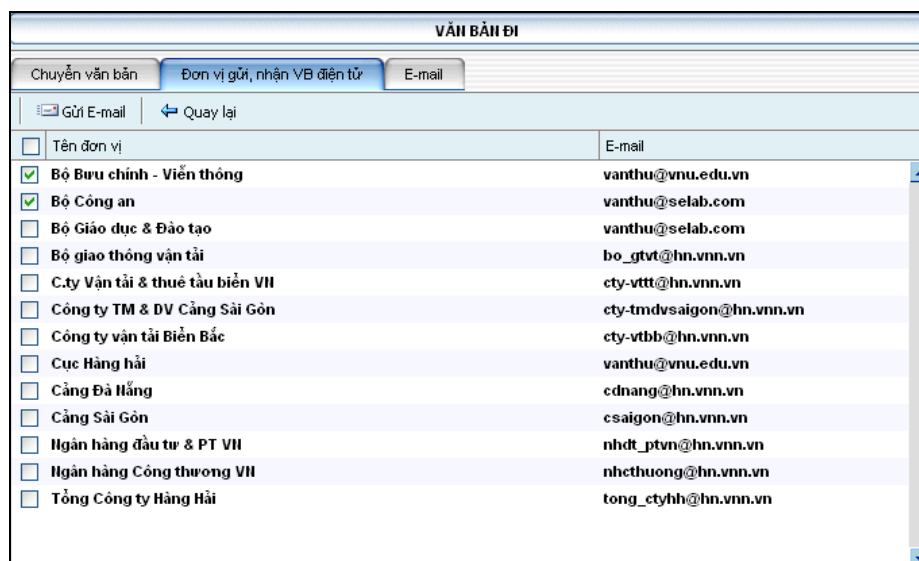 VĂN BẢN ĐI
Chuyển văn bản Đơn vị gửi, nhận VB điện tử E-mail
Gửi E-mail Quay lại
Tên đơn vị E-mail
Bộ Bưu chính - Viễn thông vanthu@vnu.edu.vn
Bộ Công an vanthu@selab.com
Bộ Giáo dục & Đào tạo vanthu@selab.com
Bộ giao thông vận tải bo_gtvt@hn.vnn.vn
C.ty Vận tải & thuê tầu biển VN cty-vttt@hn.vnn.vn
Công ty TM & DV Cảng Sài Gòn cty-tmdvsaigon@hn.vnn.vn
Công ty vận tải Biển Bắc cty-vtbb@hn.vnn.vn
Cục Hàng hải vanthu@vnu.edu.vn
Cảng Đà Nẵng cdnang@hn.vnn.vn
Cảng Sài Gòn csaigon@hn.vnn.vn
Ngân hàng đầu tư & PT VN nhdt_ptvn@hn.vnn.vn
Ngân hàng Công thương VN nhcthuong@hn.vnn.vn
Tổng Công ty Hàng Hải tong_ctyhh@hn.vnn.vn